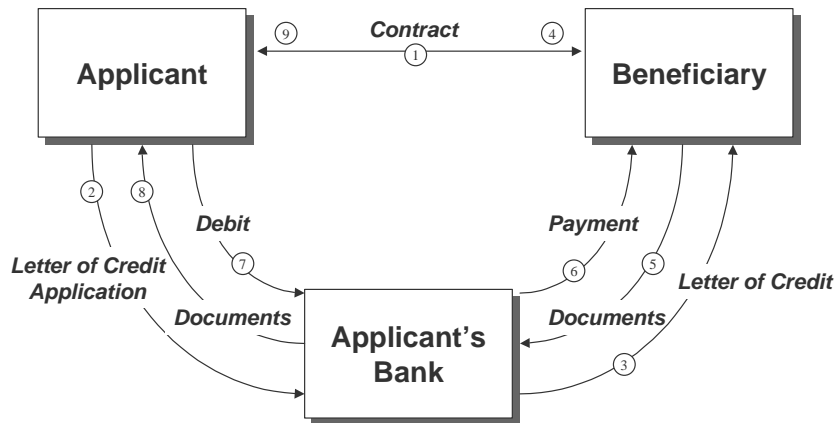 Contract
9
4
1
Applicant
Beneficiary
2
8
Debit
Payment
7
6
5
Letter of Credit
Application
Letter of Credit
Documents
Documents
Applicant’s
Bank
3